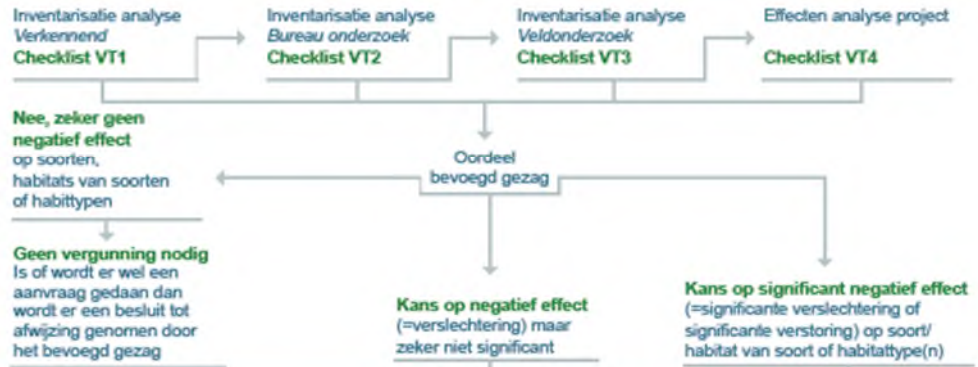 Inventarisatie analyse
Verkennend
Checklist VT1
Inventarisatie analyse
Bureau onderzoek
Checklist VT2
Inventarisatie analyse
Veldonderzoek
Checklist VT3
Effecten analyse project
Checklist VT4
Nee, zeker geen
negatief effect
op soorten,
habitats van soorten
of habittypen
Oordeel
bevoegd gezag
Geen vergunning nodig
Is of wordt er wel een
aanvraag gedaan dan
wordt er een besluit tot
afwijzing genomen door
het bevoegd gezag
Kans op negatief effect
(=verslechtering) maar
zeker niet significant
Kans op significant negatief effect
(=significante verslechtering of
significante verstoring) op soort/
habitat van soort of habitattype(n)